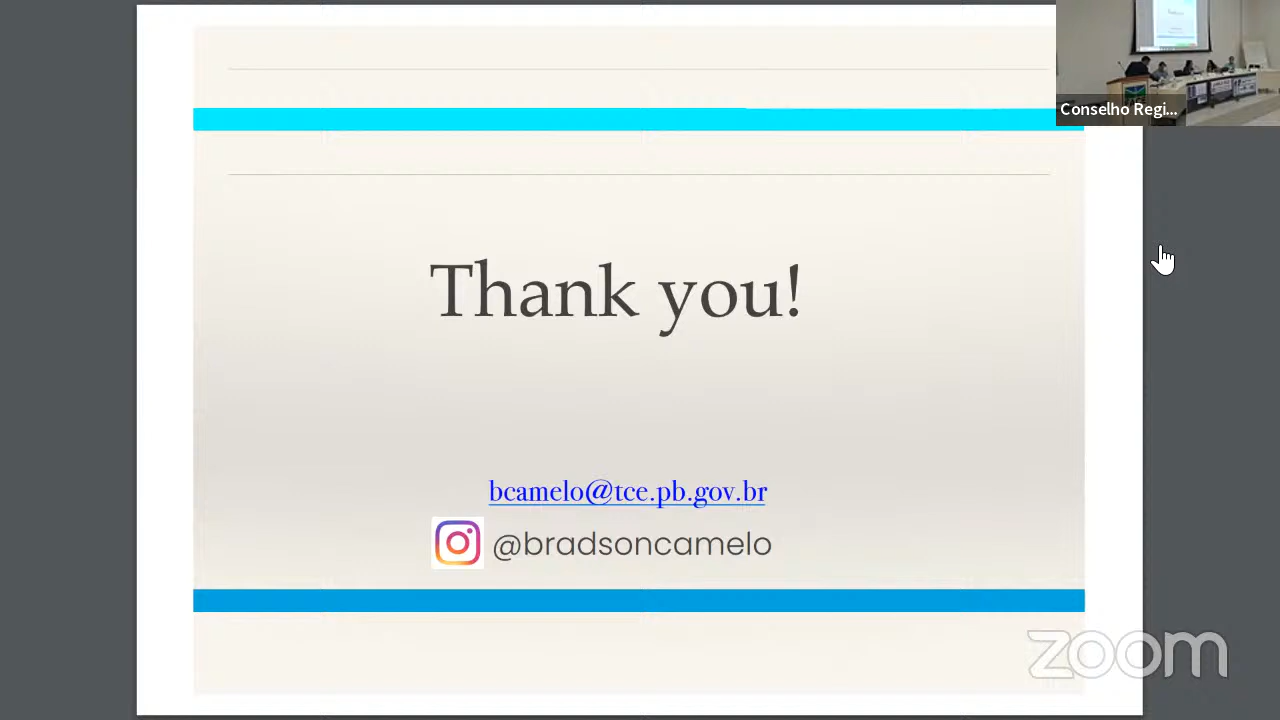 Conselho Regi...
Thank you!
bcamelo@tce.pb.gov.br
@bradsoncamelo
zoom